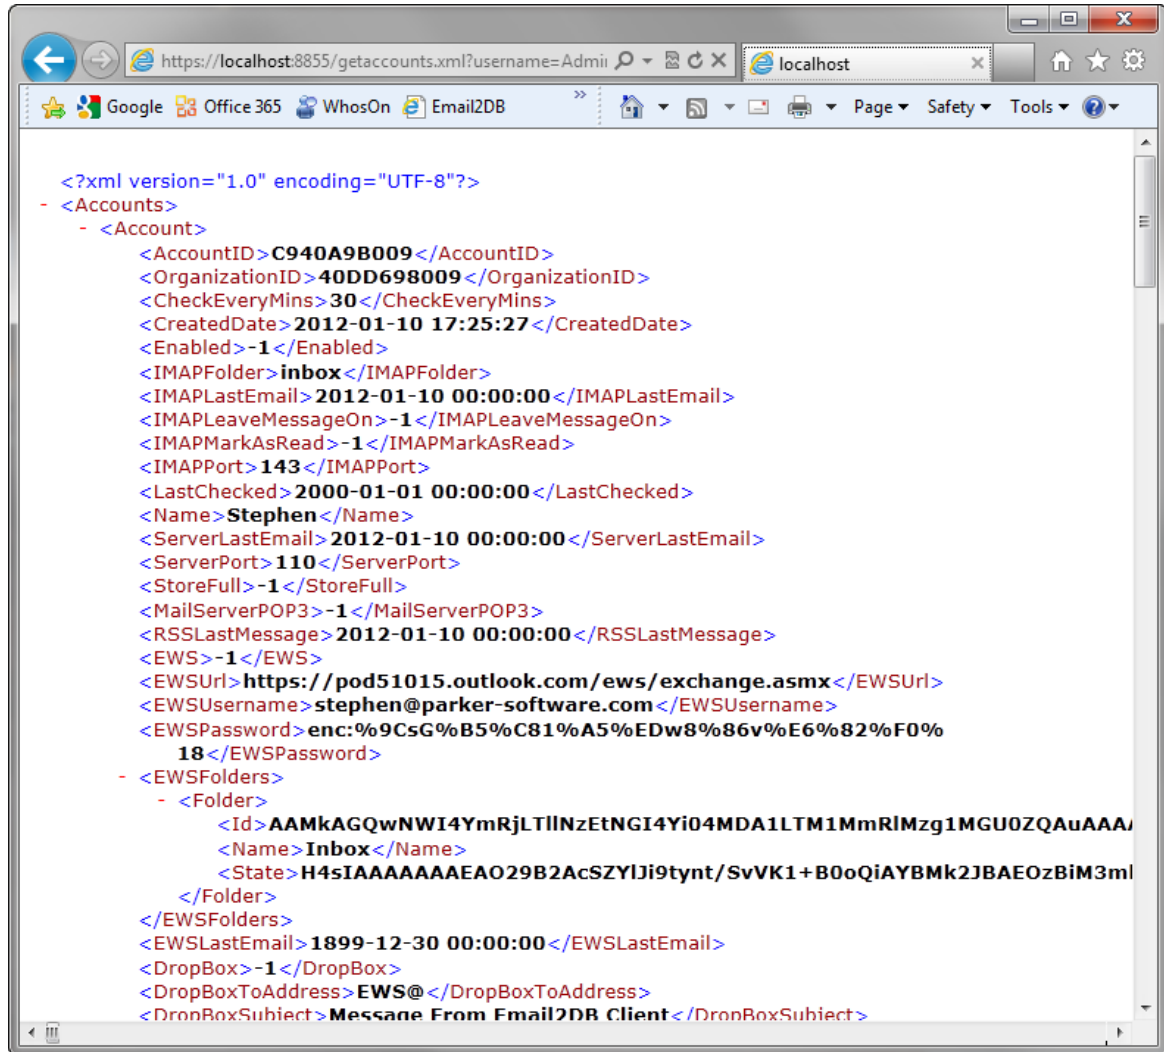 https://localhost:8855/getaccounts.xml?username=Admin
localhost
Google Office 365 WhosOn Email2DB » Page Safety Tools
<?xml version="1.0" encoding="UTF-8"?>
- <Accounts>
- <Account>
<AccountID>C940A9B009</AccountID>
<OrganizationID>40DD698009</OrganizationID>
<CheckEveryMins>30</CheckEveryMins>
<CreatedDate>2012-01-10 17:25:27</CreatedDate>
<Enabled>-1</Enabled>
<IMAPFolder>inbox</IMAPFolder>
<IMAPLastEmail>2012-01-10 00:00:00</IMAPLastEmail>
<IMAPLeaveMessageOn>-1</IMAPLeaveMessageOn>
<IMAPMarkAsRead>-1</IMAPMarkAsRead>
<IMAPPort>143</IMAPPort>
<LastChecked>2000-01-01 00:00:00</LastChecked>
<Name>Stephen</Name>
<ServerLastEmail>2012-01-10 00:00:00</ServerLastEmail>
<ServerPort>110</ServerPort>
<StoreFull>-1</StoreFull>
<MailServerPOP3>-1</MailServerPOP3>
<RSSLastMessage>2012-01-10 00:00:00</RSSLastMessage>
<EWS>-1</EWS>
<EWSUrl>https://pod51015.outlook.com/ews/exchange.asmx</EWSUrl>
<EWSUsername>stephen@parker-software.com</EWSUsername>
<EWSPassword>enc:%9CsG%B5%C81%A5%EDw8%86v%E6%82%F0%
18</EWSPassword>
- <EWSFolders>
- <Folder>
<Id>AAMkAGQwNWI4YmRjLTllNzEtNGI4Yi04MDA1LTM1MmRlMzg1MGU0ZQAuAAAA
<Name>Inbox</Name>
<State>H4sIAAAAAAAEAO29B2AcSZYlJi9tynt/SvVK1+B0oQiAYBMk2JBAEOzBiM3ml
</Folder>
</EWSFolders>
<EWSLastEmail>1899-12-30 00:00:00</EWSLastEmail>
<DropBox>-1</DropBox>
<DropBoxToAddress>EWS@</DropBoxToAddress>
<DropBoxSubject>Message From Email2DB Client</DropBoxSubject>